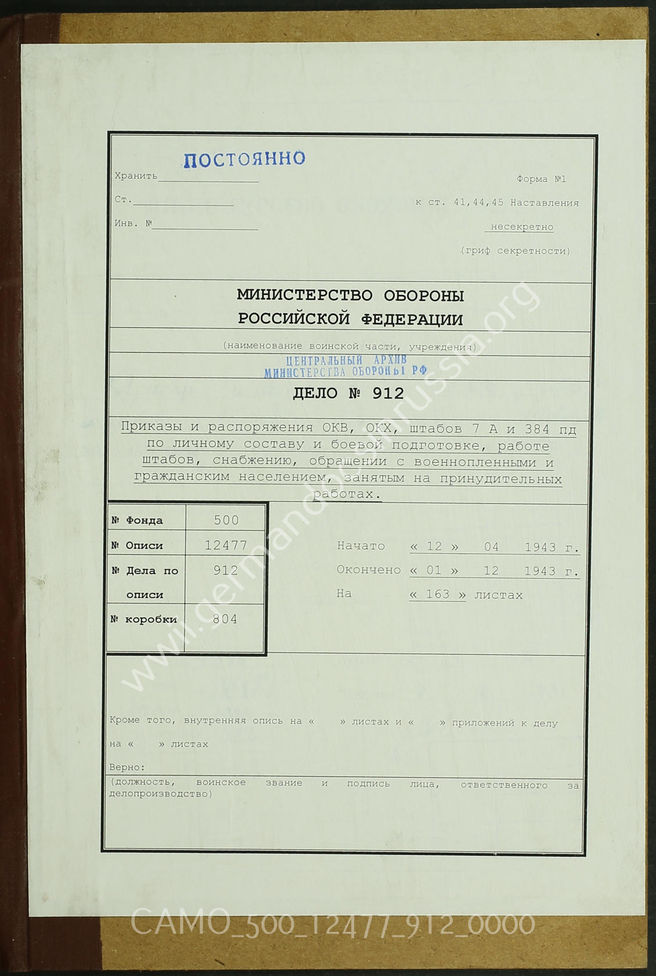 ПОСТОЯННО
Хранить
Форма №1
Ст.
к ст. 41,44,45 Наставления
Инв. №
несекретно
(гриф секретности)
МИНИСТЕРСТВО ОБОРОНЫ
РОССИЙСКОЙ ФЕДЕРАЦИИ
(наименование воинской части, учреждения)
ЦЕНТРАЛЬНЫЙ АРХИВ
МИНИСТЕРСТВА ОБОРОНЫ РФ
ДЕЛО № 912
Приказы и распоряжения ОКВ, ОКХ, штабов 7 А и 384 пд
по личному составу и боевой подготовке, работе
штабов, снабжению, обращении с военнопленными и
гражданским населением, занятым на принудительных
работах.
№ Фонда 500
№ Описи 12477
№ Дела по 912
описи
№ коробки 804
Начато « 12 » 04 1943 г.
Окончено « 01 » 12 1943 г.
На « 163 » листах
Кроме того, внутренняя опись на « » листах и « » приложений к делу
на « » листах
Верно:
(должность, воинское звание и подпись лица, ответственного за
делопроизводство)
www.germandocsinrussia.org
CAMO_500_12477_912_0000